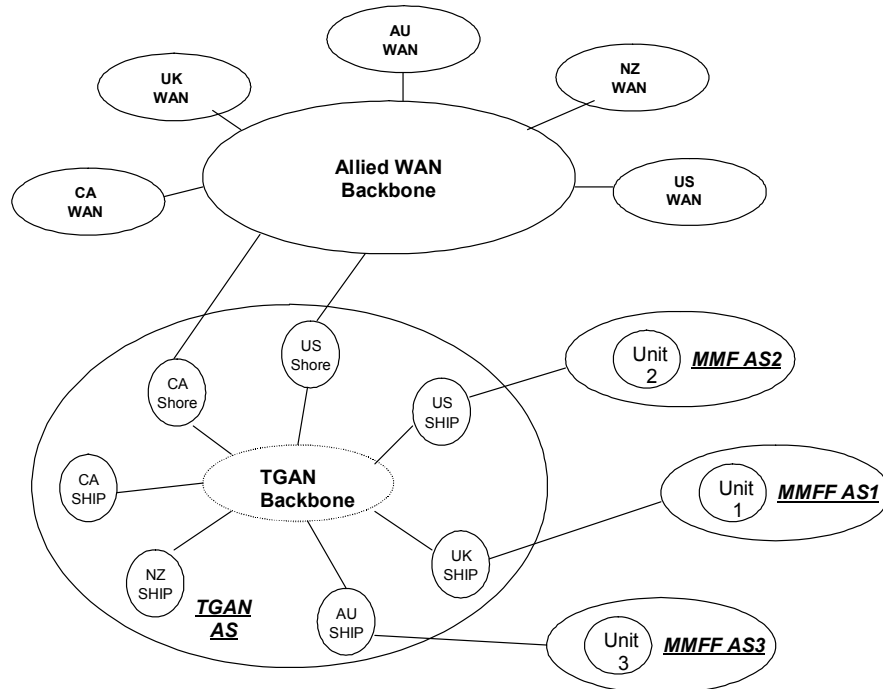 AU
WAN
UK
WAN
NZ
WAN
Allied WAN
Backbone
CA
WAN
US
WAN
US
Shore
Unit
2
MMF AS2
CA
Shore
US
SHIP
TGAN
Backbone
CA
SHIP
Unit
1
MMFF AS1
UK
SHIP
NZ
SHIP
TGAN
AS
AU
SHIP
Unit
3
MMFF AS3